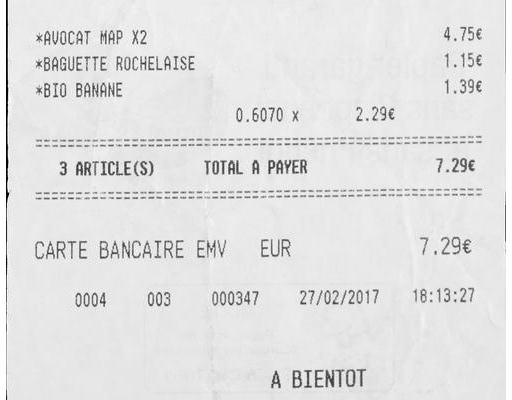 *AVOCAT MAP X2 4.75€
*BAGUETTE ROCHELAISE 1.15€
*BIO BANANE 1.39€
0.6070 x 2.29€
3 ARTICLE(S) TOTAL A PAYER 7.29€
CARTE BANCAIRE EMV EUR 7.29€
0004 003 000347 27/02/2017 18:13:27
A BIENTOT